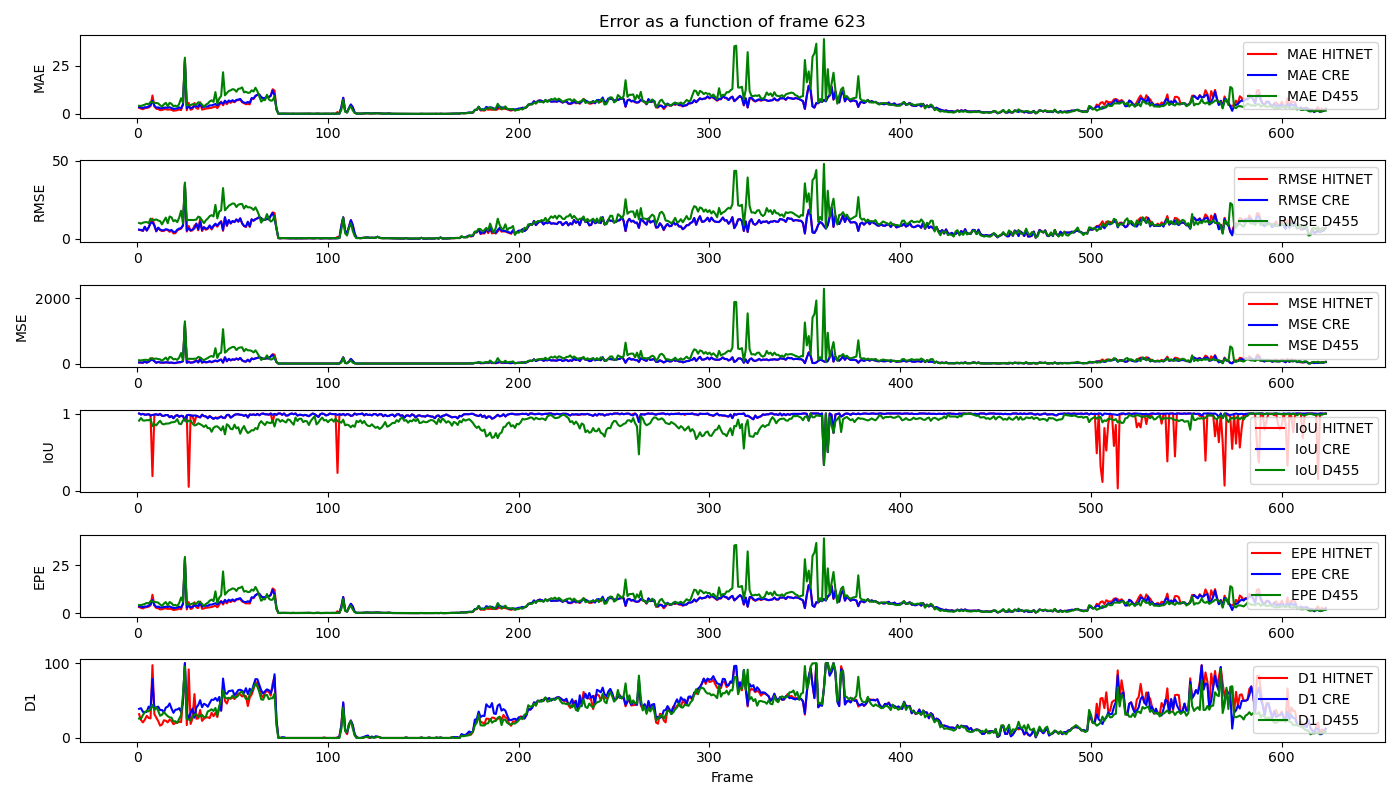 Error as a function of frame 623
MAE
25
0
MAE HITNET
MAE CRE
MAE D455
0 100 200 300 400 500 600
RMSE
50
0
RMSE HITNET
RMSE CRE
RMSE D455
0 100 200 300 400 500 600
MSE
2000
0
MSE HITNET
MSE CRE
MSE D455
0 100 200 300 400 500 600
IoU
1
0
IoU HITNET
IoU CRE
IoU D455
0 100 200 300 400 500 600
EPE
25
0
EPE HITNET
EPE CRE
EPE D455
0 100 200 300 400 500 600
D1
100
0
D1 HITNET
D1 CRE
D1 D455
0 100 200 300 400 500 600
Frame